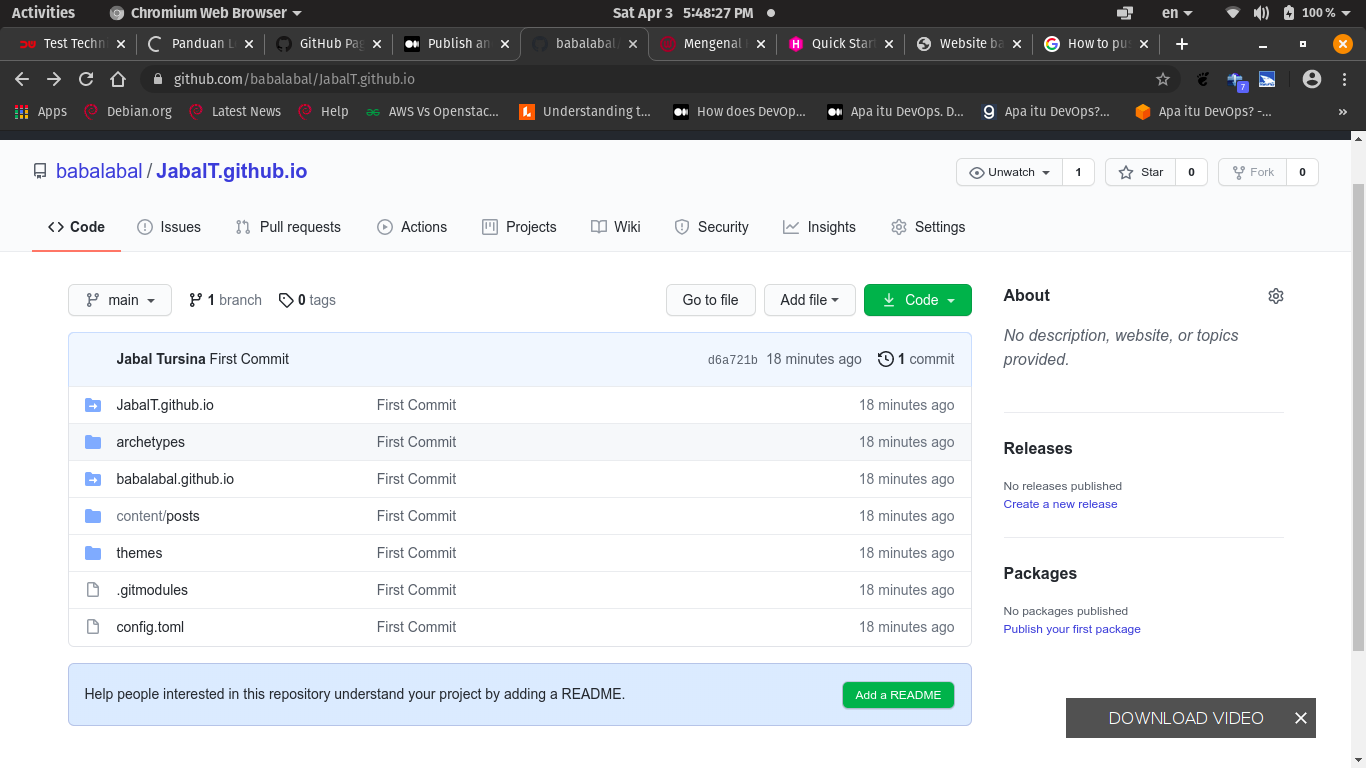 Activities Chromium Web Browser Sat Apr 3 5:48:27 PM en 100 %
Test Techni Panduan L GitHub Pag Publish an babalabal/ Mengenal Quick Star Website ba How to pu
github.com/babalabal/JabalT.github.io 7
Apps Debian.org Latest News Help AWS Vs Openstac... Understanding t... How does DevOp... Apa itu DevOps. D... Apa itu DevOps?... Apa itu DevOps? -... »
babalabal / JabalT.github.io Unwatch 1 Star 0 Fork 0
Code Issues Pull requests Actions Projects Wiki Security Insights Settings
main 1 branch 0 tags Go to file Add file Code
Jabal Tursina First Commit d6a721b 18 minutes ago 1 commit
JabalT.github.io First Commit 18 minutes ago
archetypes First Commit 18 minutes ago
babalabal.github.io First Commit 18 minutes ago
content/posts First Commit 18 minutes ago
themes First Commit 18 minutes ago
.gitmodules First Commit 18 minutes ago
config.toml First Commit 18 minutes ago
Help people interested in this repository understand your project by adding a README. Add a README
About
No description, website, or topics
provided.
Releases
No releases published
Create a new release
Packages
No packages published
Publish your first package
DOWNLOAD VIDEO